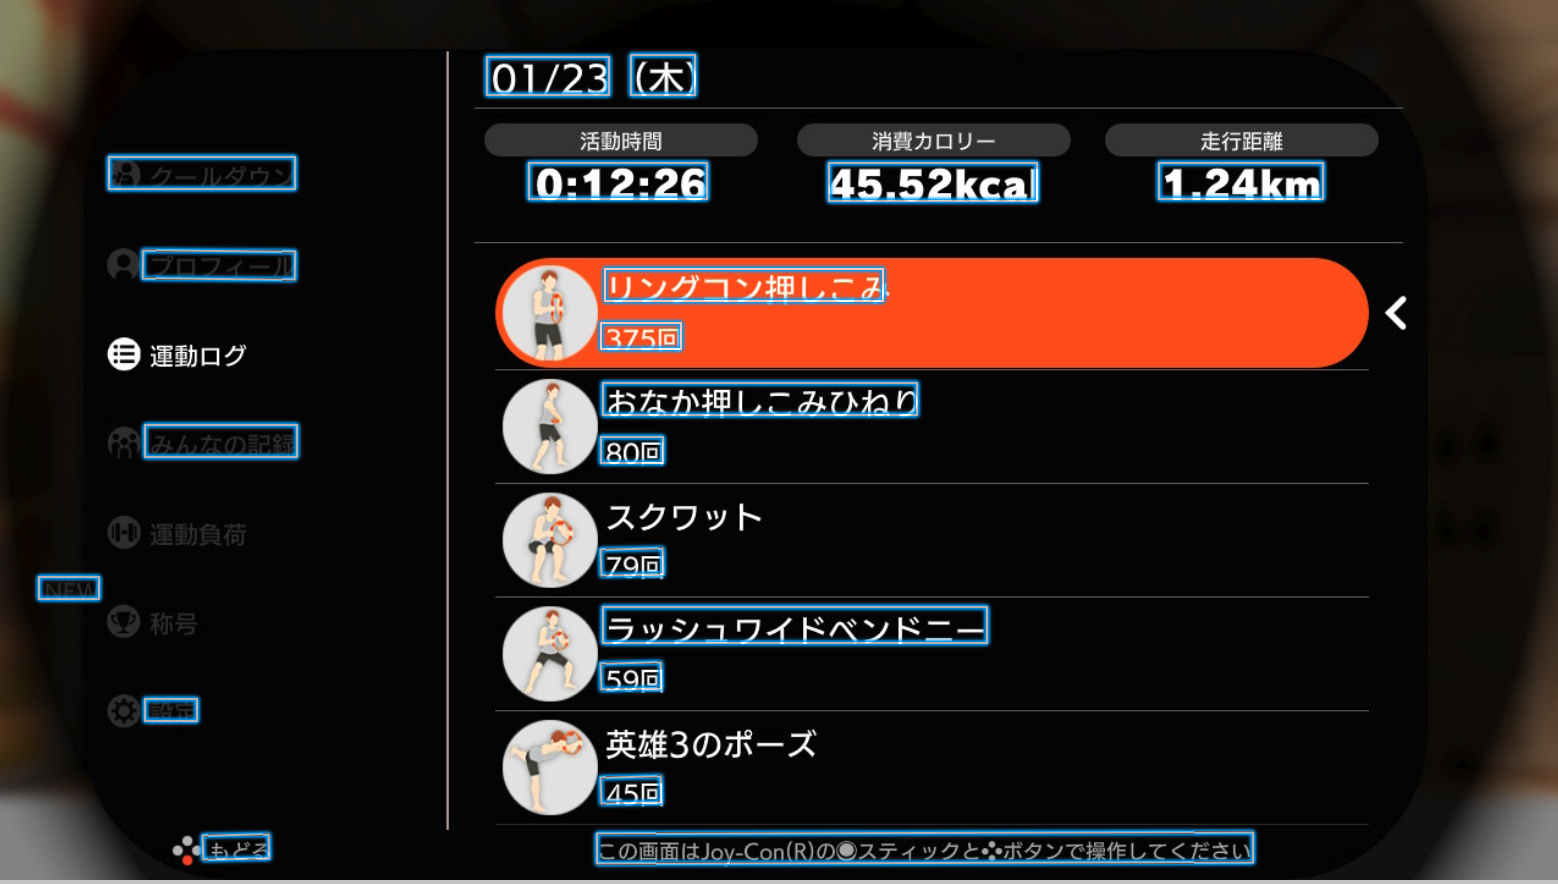 01/23 (木)
活動時間 消費カロリー 走行距離
0:12:26 45.52kcal 1.24km
クールダウン
プロフィール
運動ログ
みんなの記録
運動負荷
NEW
称号
設定
もどる
リングコン押しこみ
375回
おなか押しこみひねり
80回
スクワット
79回
ラッシュワイドベンドニー
59回
英雄3のポーズ
45回
この画面はJoy-Con(R)の◉スティックと✣ボタンで操作してください